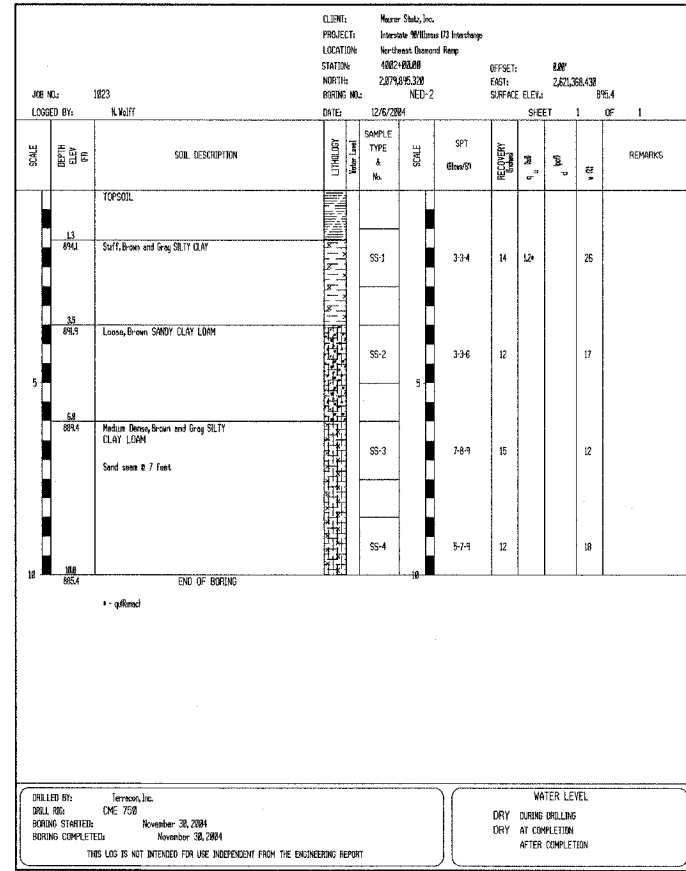 CLIENT: Maurer Stutz, Inc.
PROJECT: Interstate 90/Illinois 173 Interchange
LOCATION: Northeast Diamond Ramp
STATION: 4002+00.00 OFFSET: 0.00'
NORTH: 2,079,895.320 EAST: 2,621,368.430
JOB NO.: 1023 BORING NO.: NED-2 SURFACE ELEV.: 895.4
LOGGED BY: N. Wolff DATE: 12/6/2004 SHEET 1 OF 1
SCALE DEPTH ELEV (Ft) SOIL DESCRIPTION LITHOLOGY Water Level SAMPLE TYPE & No. SCALE SPT (Blows/6") RECOVERY (Inches) q u (tsf) d (pcf) w (%) REMARKS
TOPSOIL
1.3
894.1 Stiff, Brown and Gray SILTY CLAY
SS-1 3-3-4 14 1.2* 26
3.5
891.9 Loose, Brown SANDY CLAY LOAM
SS-2 3-3-6 12 17
5 5
6.0
889.4 Medium Dense, Brown and Gray SILTY
CLAY LOAM
SS-3 7-8-9 15 12
Sand seam @ 7 feet
SS-4 5-7-9 12 18
10 10.0 10
885.4 END OF BORING
* - qu(Rimac)
DRILLED BY: Terracon, Inc.
DRILL RIG: CME 750
BORING STARTED: November 30, 2004
BORING COMPLETED: November 30, 2004
THIS LOG IS NOT INTENDED FOR USE INDEPENDENT FROM THE ENGINEERING REPORT
WATER LEVEL
DRY DURING DRILLING
DRY AT COMPLETION
AFTER COMPLETION